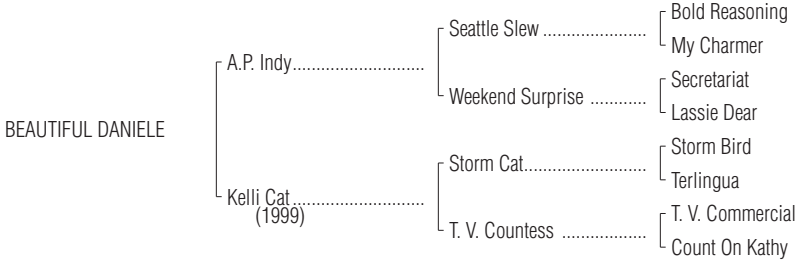 Bold Reasoning
Seattle Slew ......................
My Charmer
A.P. Indy............................
Secretariat
Weekend Surprise ............
Lassie Dear
BEAUTIFUL DANIELE
Storm Bird
Storm Cat..........................
Terlingua
Kelli Cat............................
(1999)
T. V. Commercial
T. V. Countess ..................
Count On Kathy